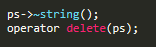 ps->~string();
operator delete(ps);